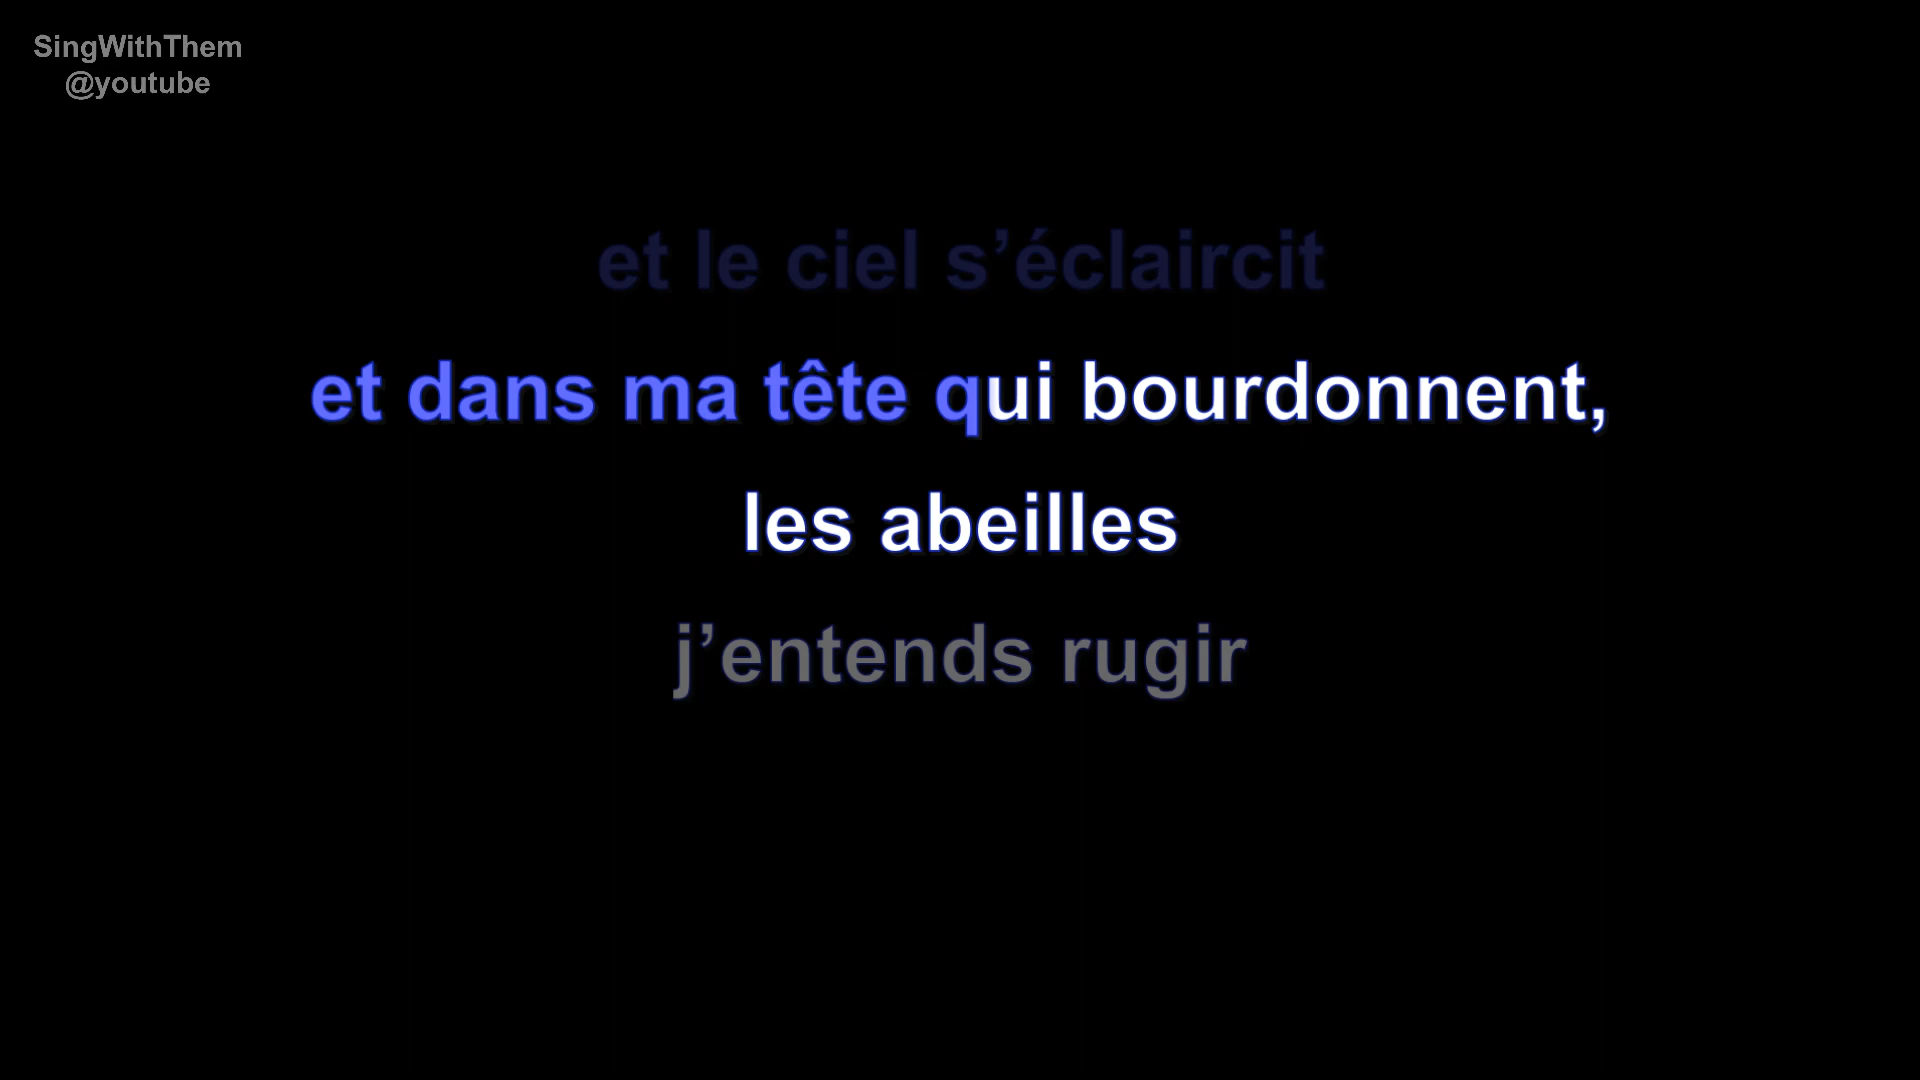 SingWithThem
@youtube
et le ciel s’éclaircit
et dans ma tête qui bourdonnent,
les abeilles
j’entends rugir